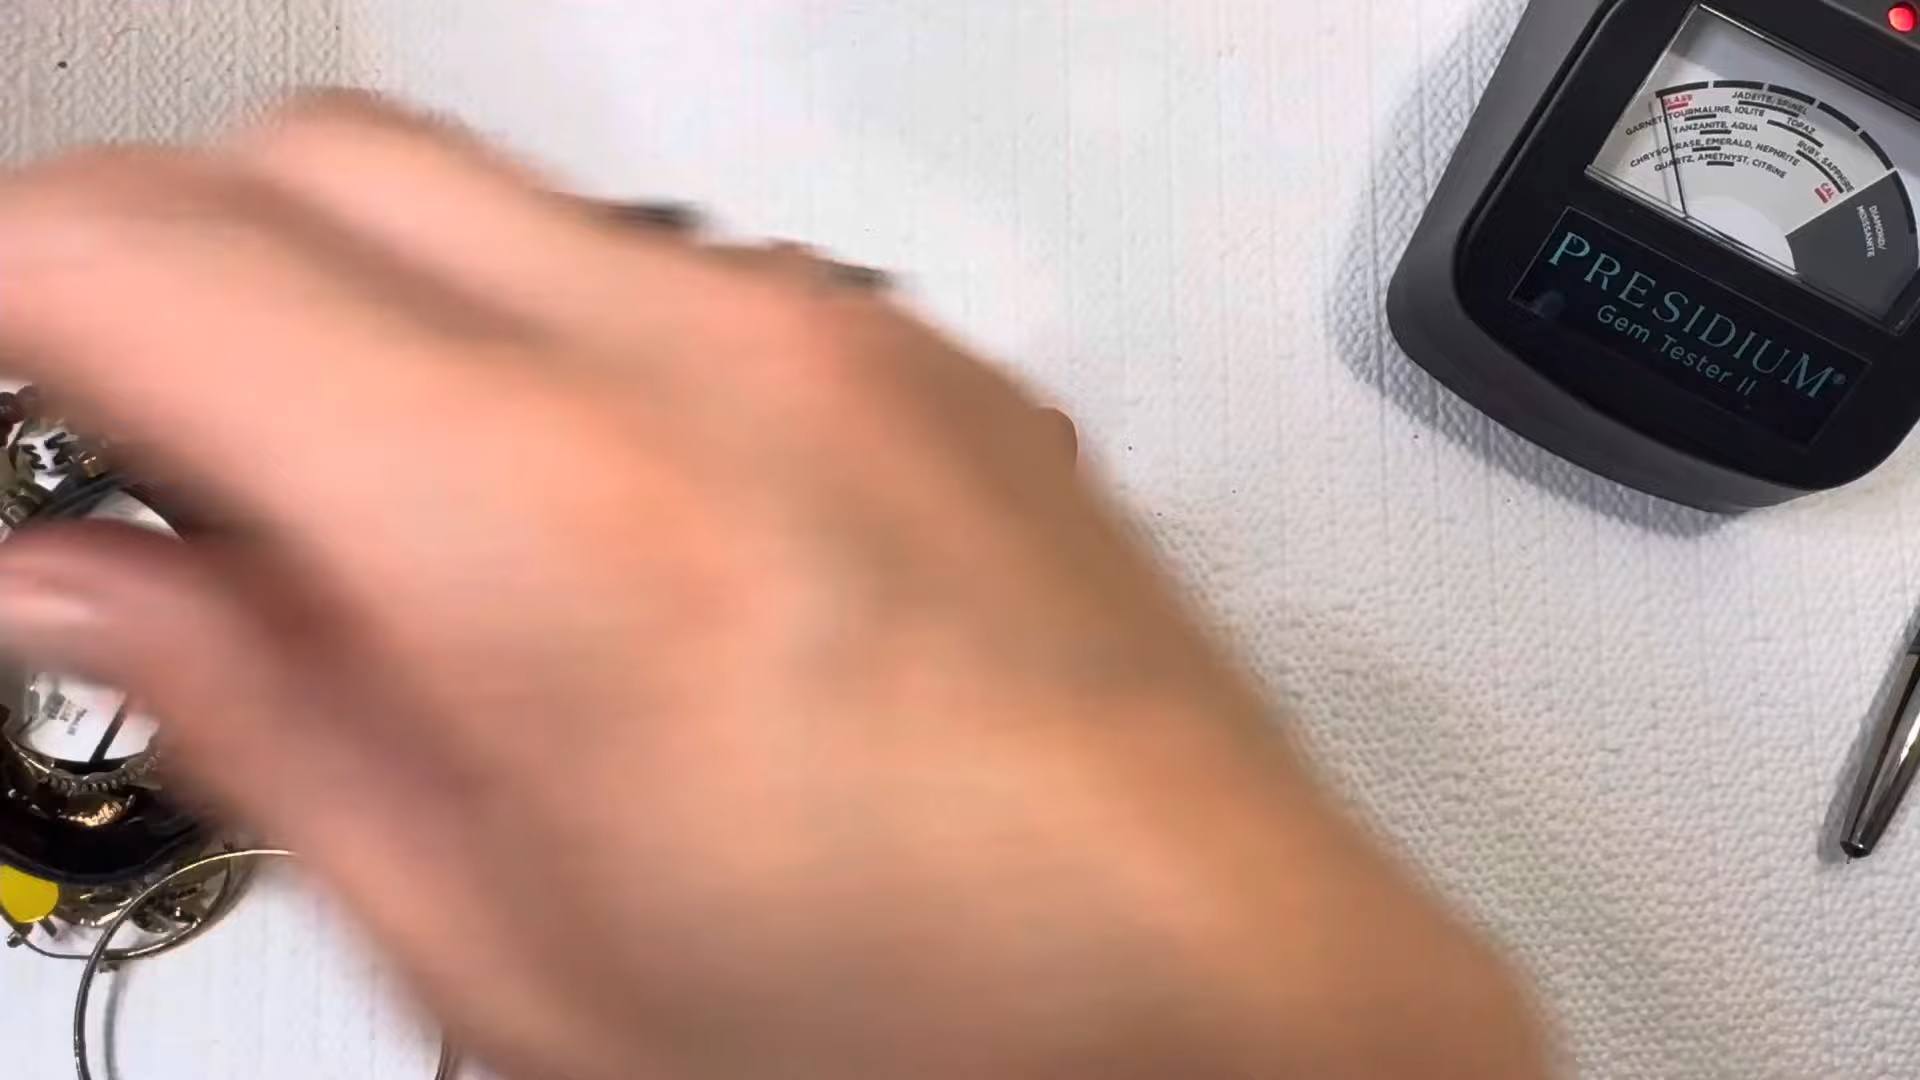 GLASS
JADEITE, SPINEL
GARNET, TOURMALINE, IOLITE
TOPAZ
TANZANITE, AQUA
RUBY, SAPPHIRE
CHRYSOPRASE, EMERALD, NEPHRITE
QUARTZ, AMETHYST, CITRINE
CAL
DIAMOND/
MOISSANITE
PRESIDIUM®
Gem Tester II